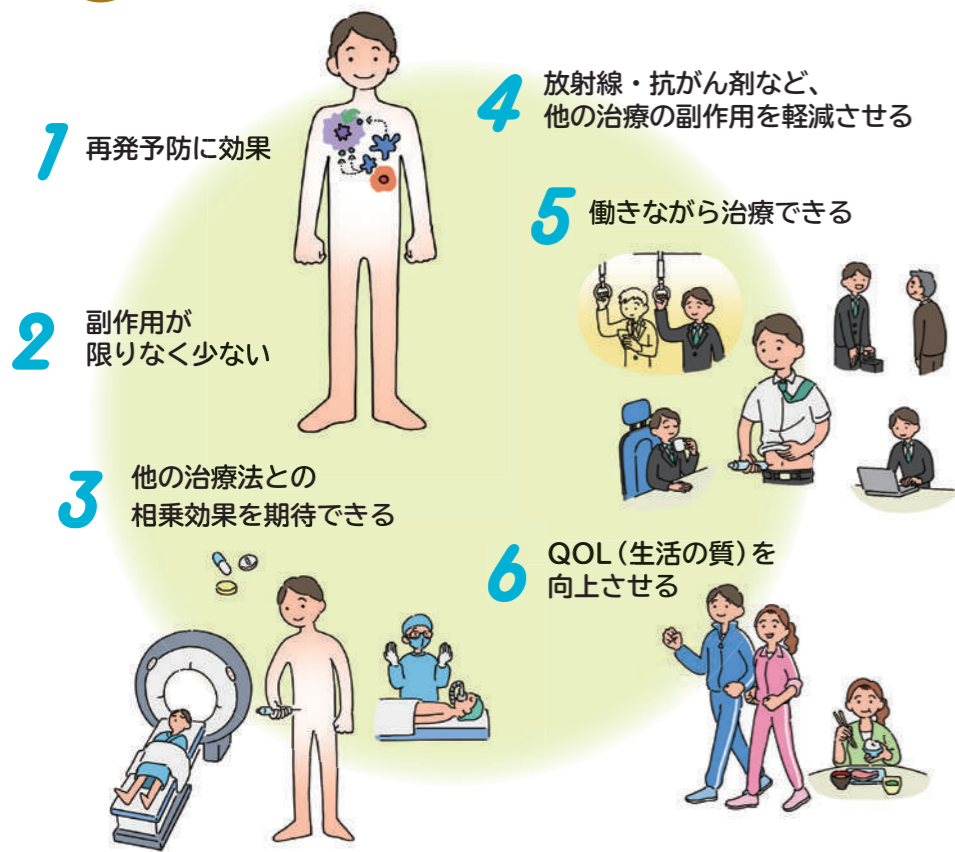 1 再発予防に効果
2 副作用が
限りなく少ない
3 他の治療法との
相乗効果を期待できる
4 放射線・抗がん剤など、
他の治療の副作用を軽減させる
5 働きながら治療できる
6 QOL(生活の質)を
向上させる